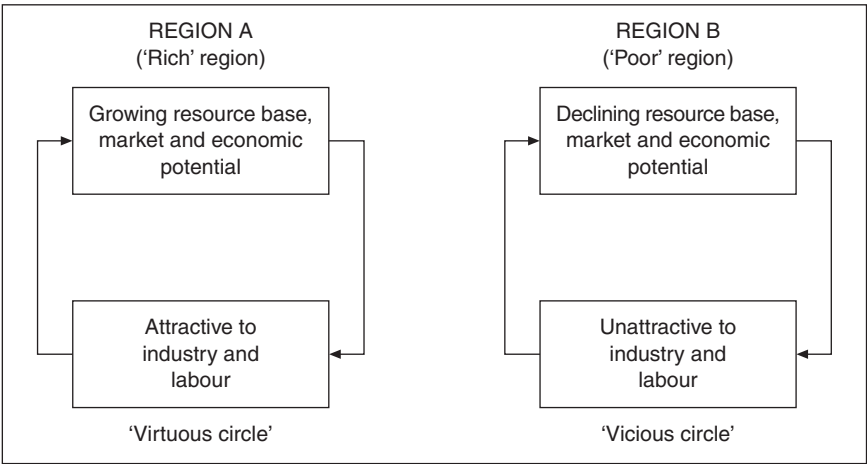 REGION A
(‘Rich’ region)
Growing resource base,
market and economic
potential
Attractive to
industry and
labour
‘Virtuous circle’
REGION B
(‘Poor’ region)
Declining resource base,
market and economic
potential
Unattractive to
industry and
labour
‘Vicious circle’